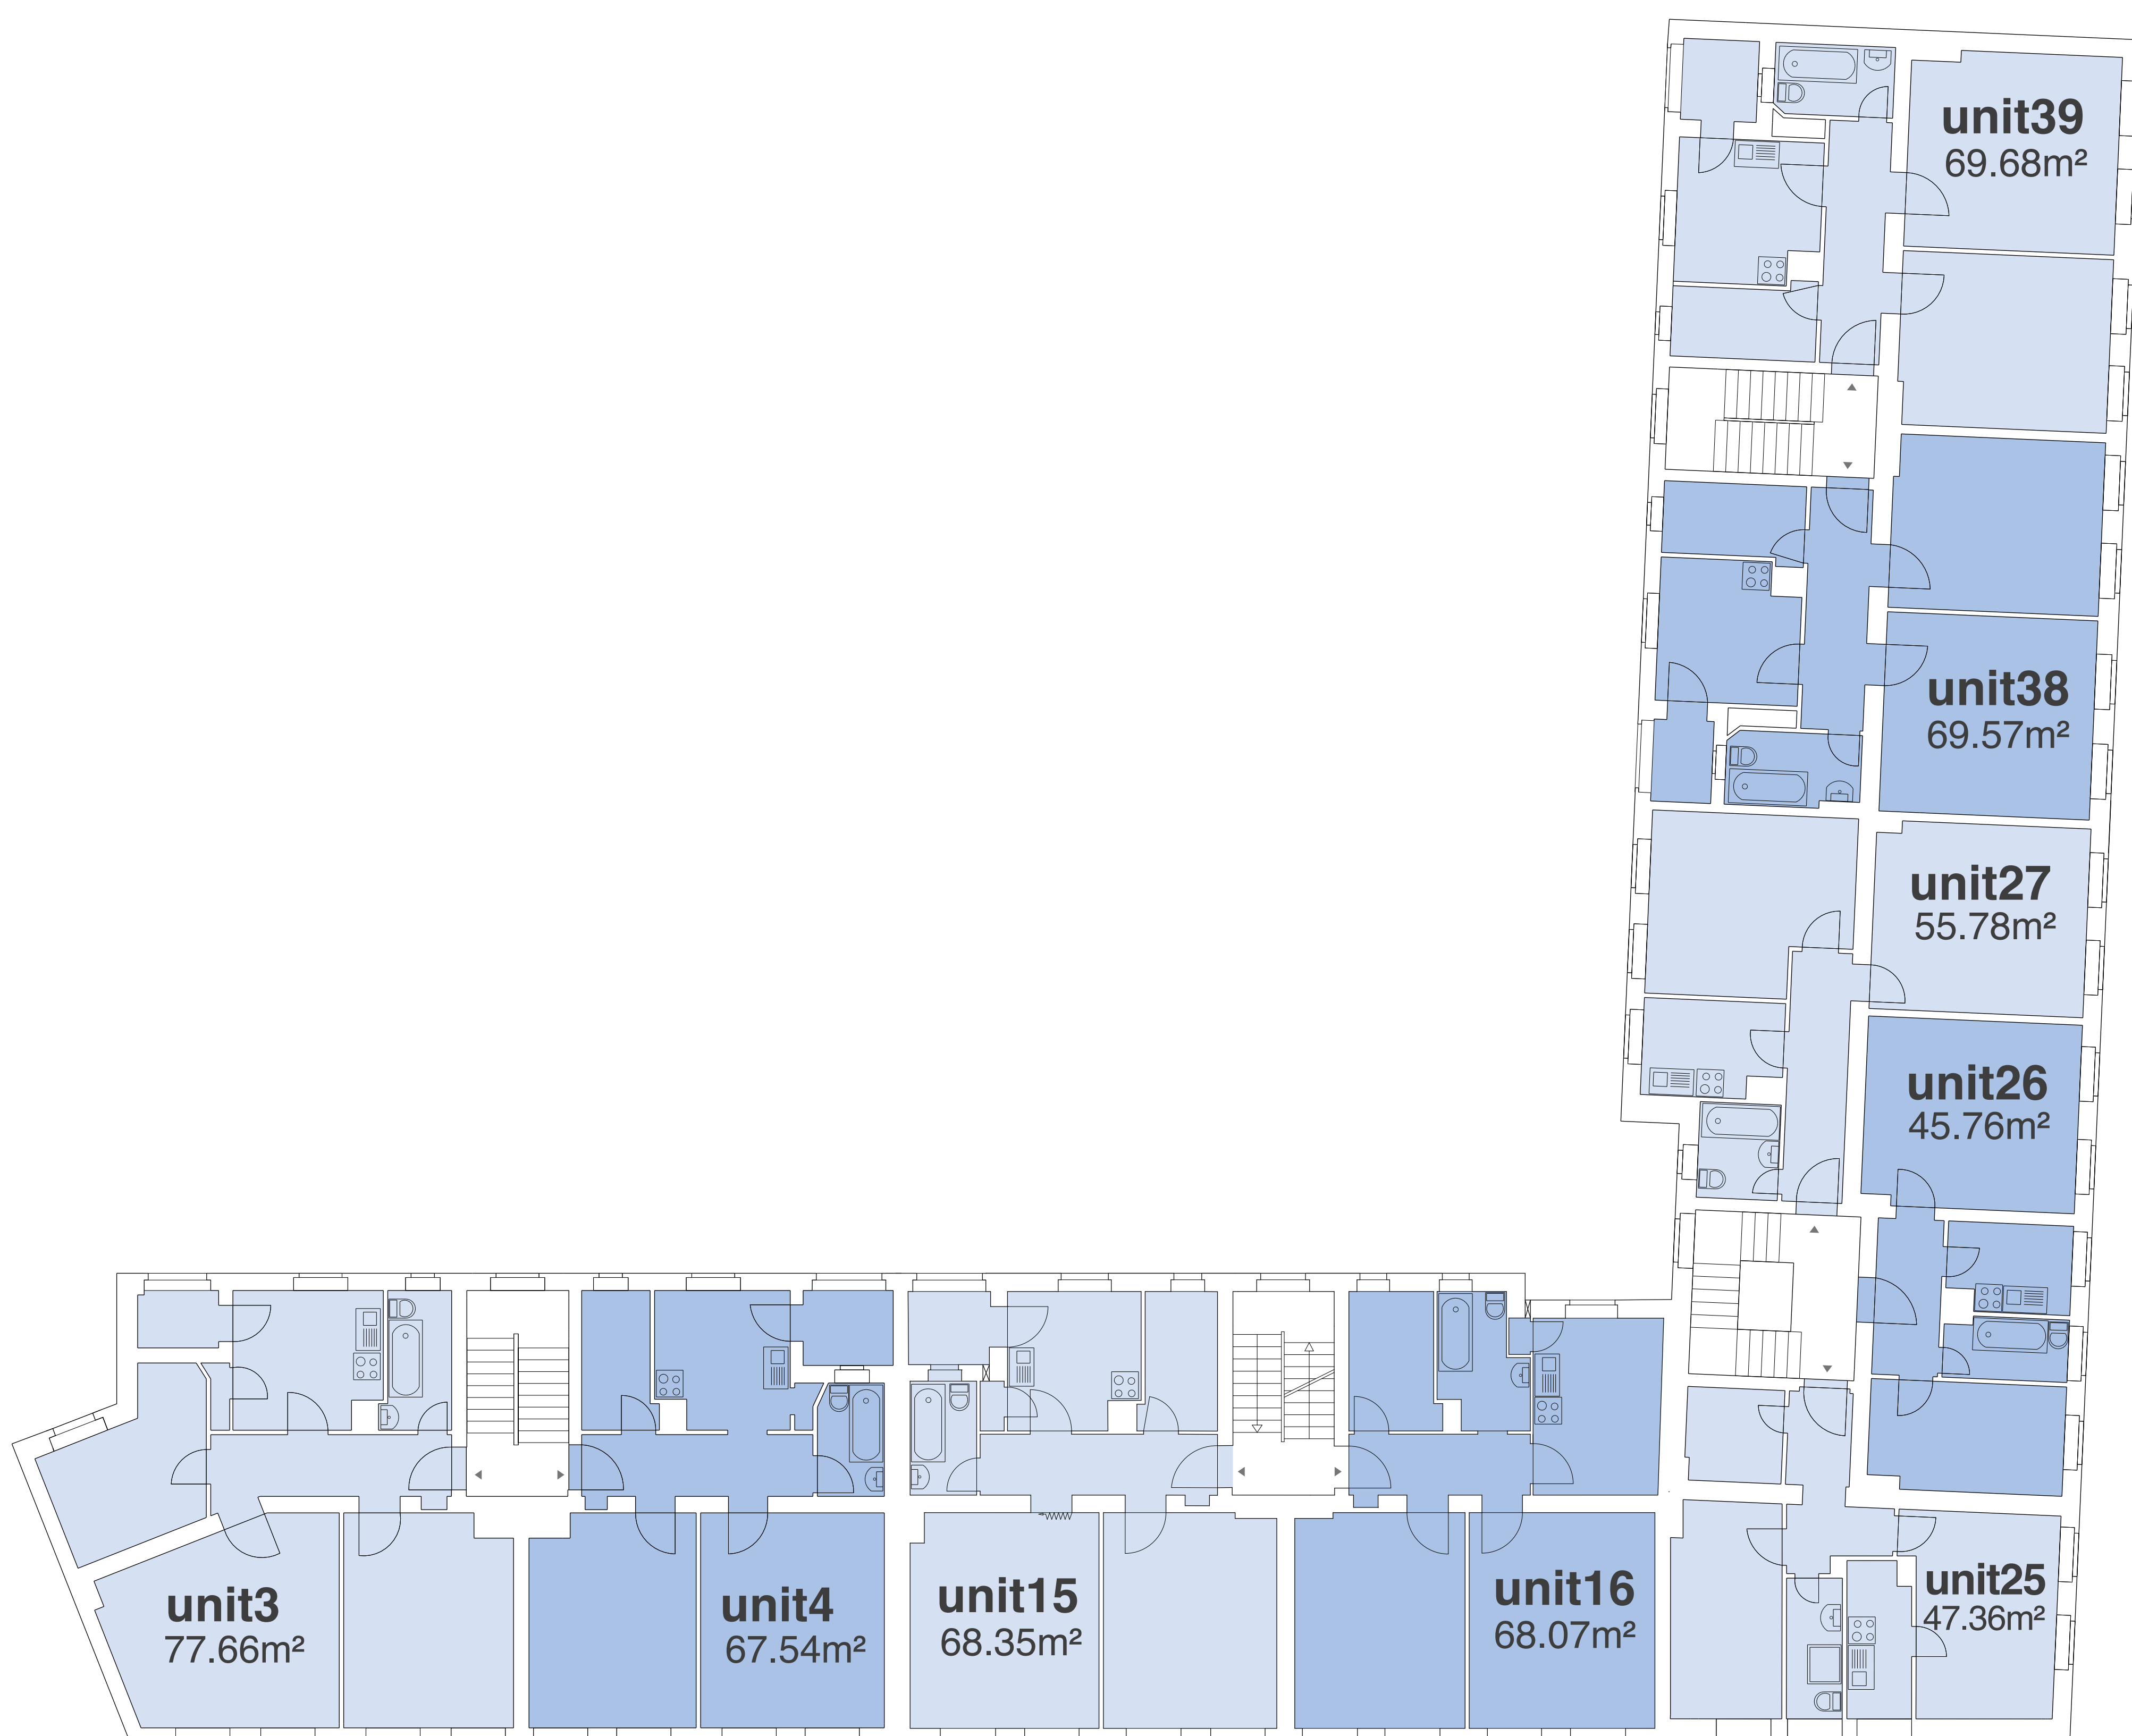 unit39
69.68m²
unit38
69.57m²
unit27
55.78m²
unit26
45.76m²
unit3
77.66m²
unit4
67.54m²
unit15
68.35m²
unit16
68.07m²
unit25
47.36m²